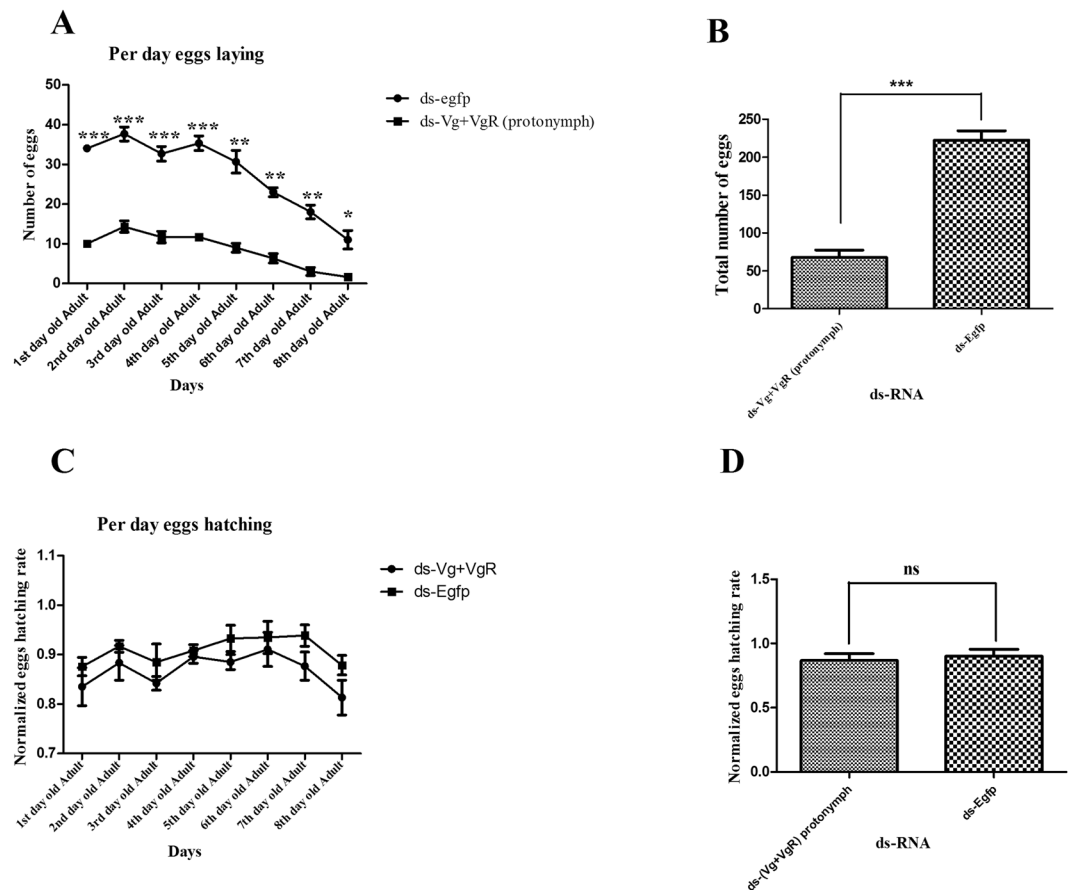 A
Per day eggs laying
Number of eggs
50
40
30
20
10
0
***
***
***
***
**
**
**
*
1st day old Adult
2nd day old Adult
3rd day old Adult
4th day old Adult
5th day old Adult
6th day old Adult
7th day old Adult
8th day old Adult
Days
ds-egfp
ds-Vg+VgR (protonymph)
B
Total number of eggs
250
200
150
100
50
0
***
ds-Vg+VgR (protonymph)
ds-Egfp
ds-RNA
C
Per day eggs hatching
Normalized eggs hatching rate
1.1
1.0
0.9
0.8
0.7
1st day old Adult
2nd day old Adult
3rd day old Adult
4th day old Adult
5th day old Adult
6th day old Adult
7th day old Adult
8th day old Adult
Days
ds-Vg+VgR
ds-Egfp
D
Normalized eggs hatching rate
1.5
1.0
0.5
0.0
ns
ds-(Vg+VgR) protonymph
ds-Egfp
ds-RNA